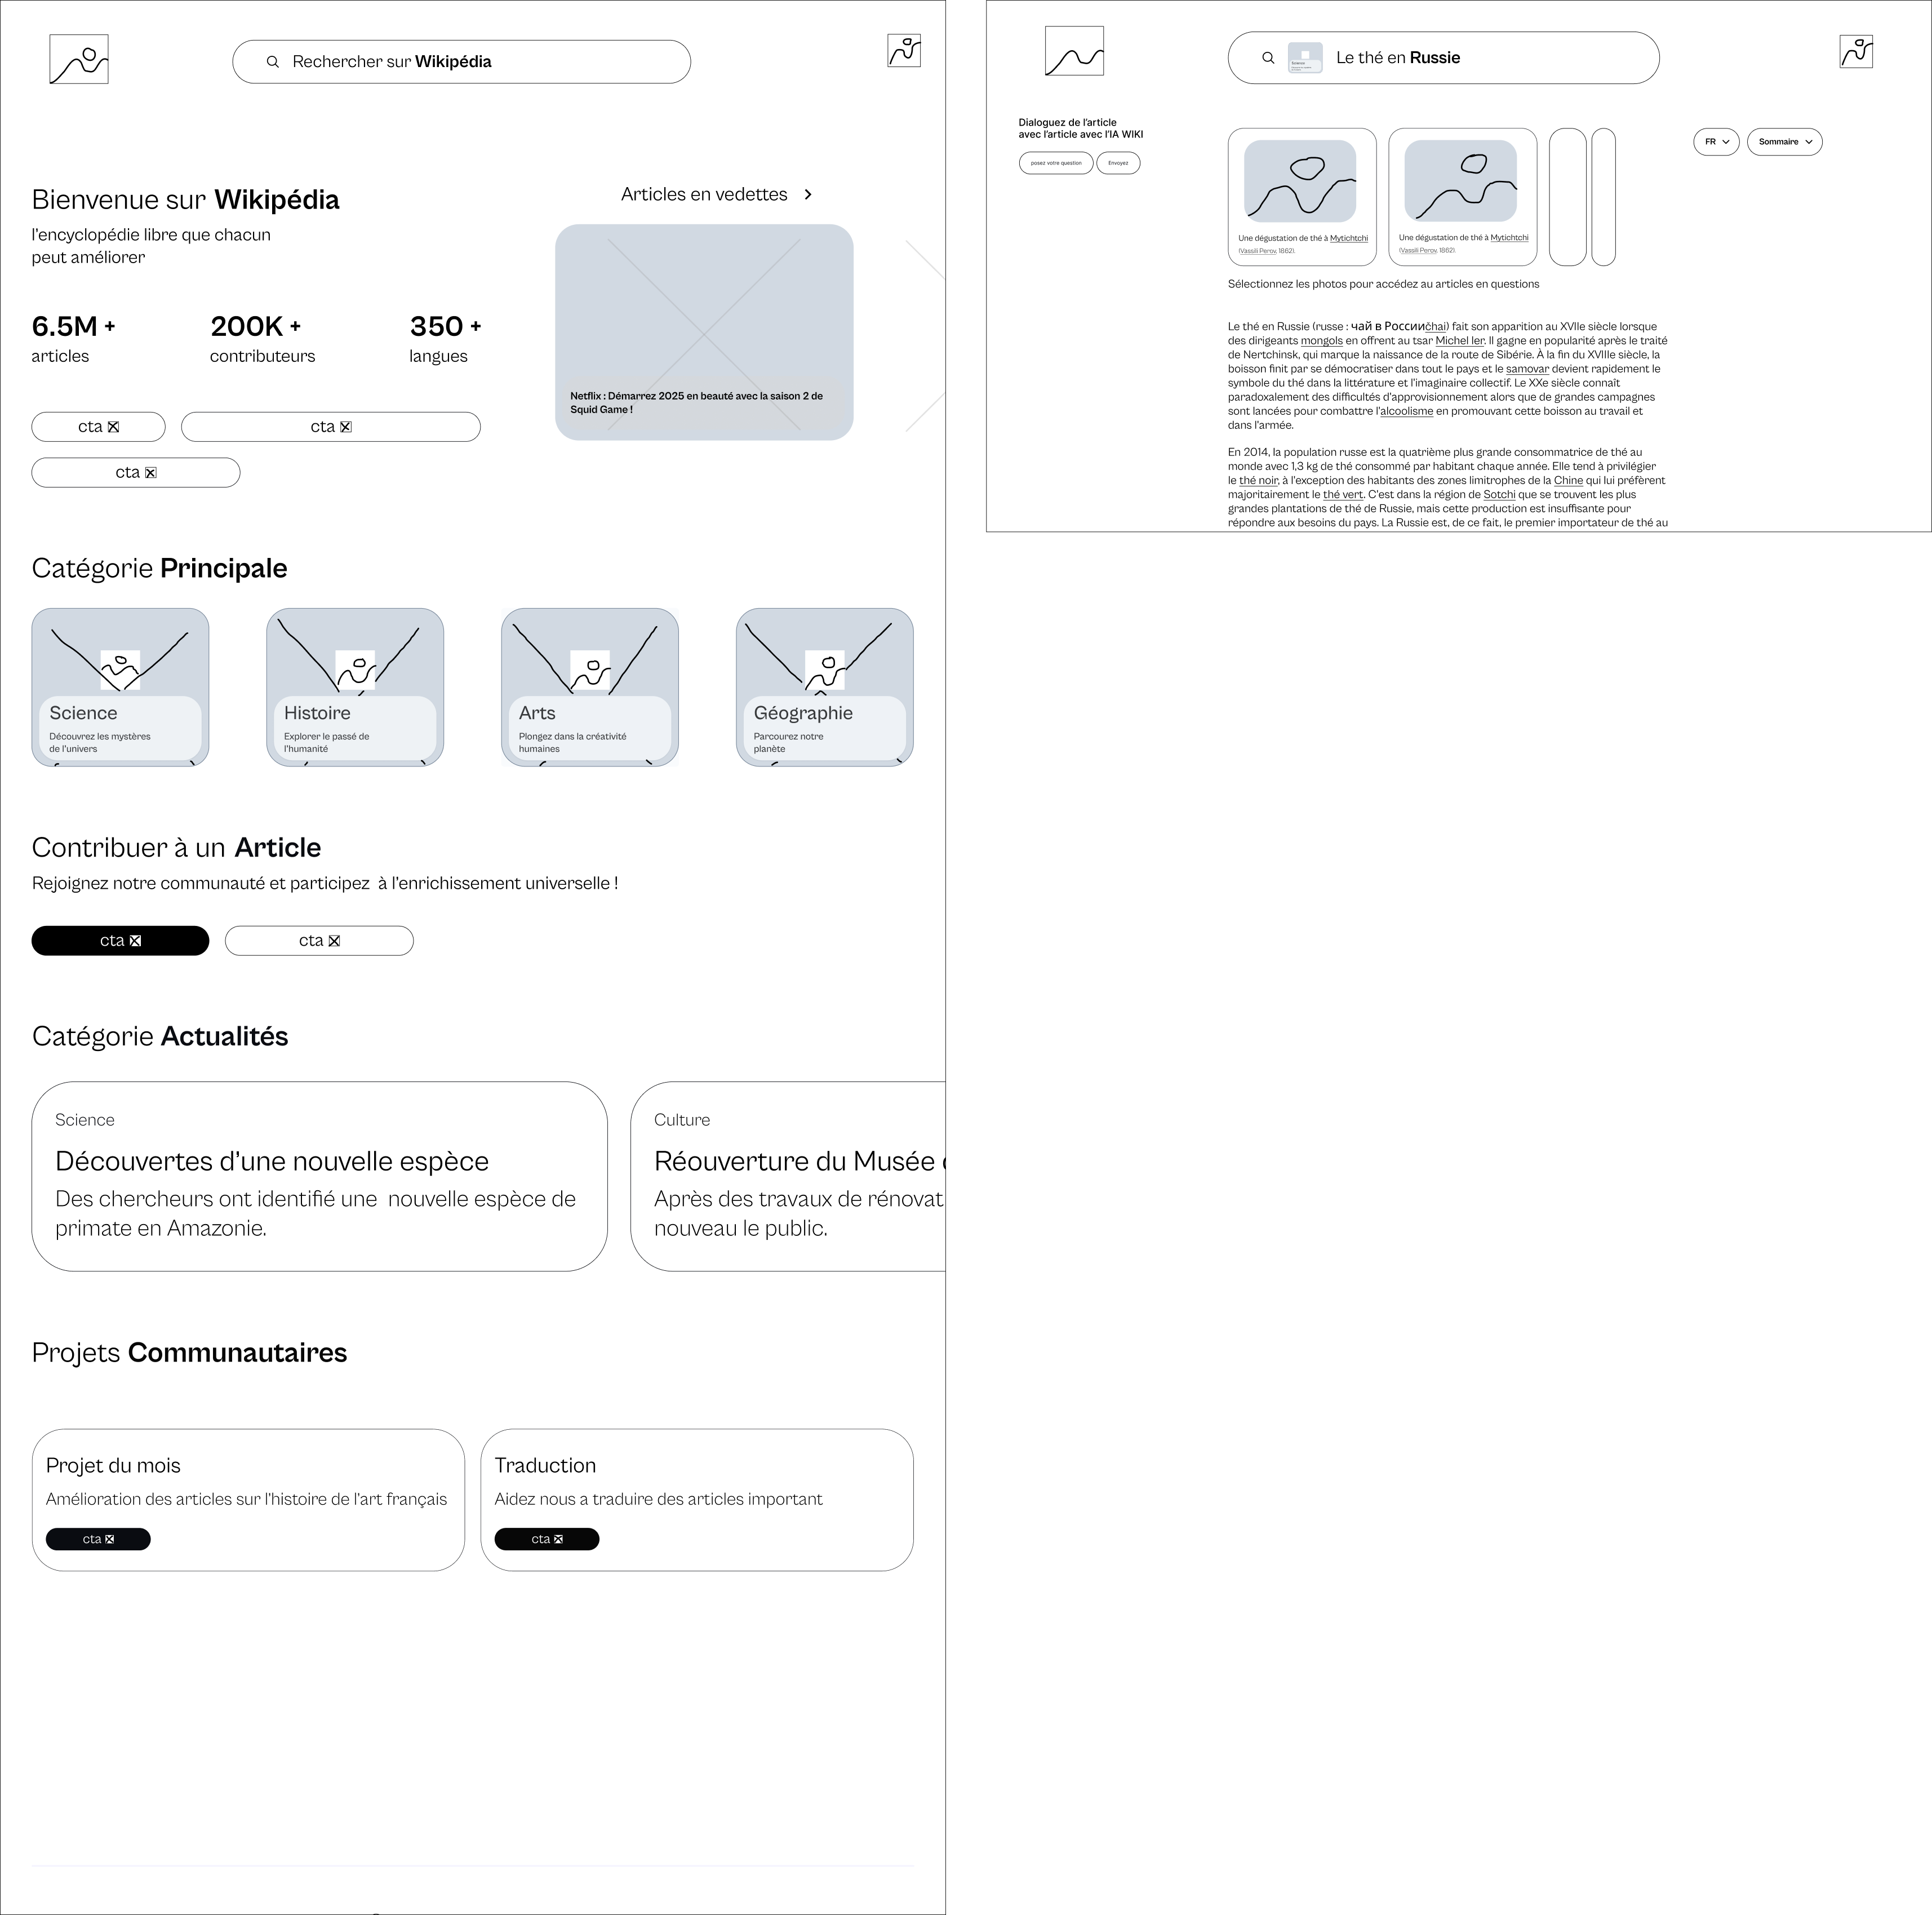 Rechercher sur Wikipédia
Bienvenue sur Wikipédia
l'encyclopédie libre que chacun
peut améliorer
6.5M +
articles
200K +
contributeurs
350 +
langues
cta
cta
cta
Articles en vedettes
Netflix : Démarrez 2025 en beauté avec la saison 2 de
Squid Game !
Catégorie Principale
Science
Découvrez les mystères
de l'univers
Histoire
Explorer le passé de
l'humanité
Arts
Plongez dans la créativité
humaines
Géographie
Parcourez notre
planète
Contribuer à un Article
Rejoignez notre communauté et participez  à l'enrichissement universelle !
cta
cta
Catégorie Actualités
Science
Découvertes d'une nouvelle espèce
Des chercheurs ont identifié une  nouvelle espèce de
primate en Amazonie.
Culture
Réouverture du Musée
Après des travaux de rénovat
nouveau le public.
Projets Communautaires
Projet du mois
Amélioration des articles sur l'histoire de l'art français
cta
Traduction
Aidez nous a traduire des articles important
cta
Science
Le thé en Russie
Dialoguez de l'article
avec l'article avec l'IA WIKI
posez votre question
Envoyez
Une dégustation de thé à Mytichtchi
(Vassili Perov, 1862).
Une dégustation de thé à Mytichtchi
(Vassili Perov, 1862).
FR
Sommaire
Sélectionnez les photos pour accédez au articles en questions
Le thé en Russie (russe : чай в Россииčhai) fait son apparition au XVIIe siècle lorsque
des dirigeants mongols en offrent au tsar Michel Ier. Il gagne en popularité après le traité
de Nertchinsk, qui marque la naissance de la route de Sibérie. À la fin du XVIIIe siècle, la
boisson finit par se démocratiser dans tout le pays et le samovar devient rapidement le
symbole du thé dans la littérature et l'imaginaire collectif. Le XXe siècle connaît
paradoxalement des difficultés d'approvisionnement alors que de grandes campagnes
sont lancées pour combattre l'alcoolisme en promouvant cette boisson au travail et
dans l'armée.
En 2014, la population russe est la quatrième plus grande consommatrice de thé au
monde avec 1,3 kg de thé consommé par habitant chaque année. Elle tend à privilégier
le thé noir, à l'exception des habitants des zones limitrophes de la Chine qui lui préfèrent
majoritairement le thé vert. C'est dans la région de Sotchi que se trouvent les plus
grandes plantations de thé de Russie, mais cette production est insuffisante pour
répondre aux besoins du pays. La Russie est, de ce fait, le premier importateur de thé au